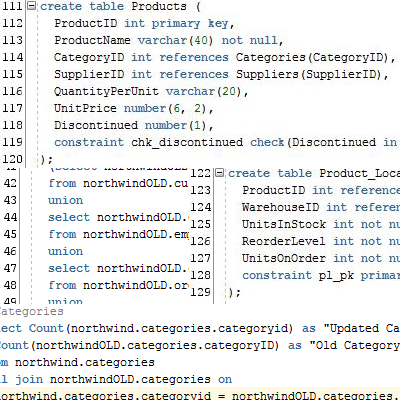 111 create table Products (
112 ProductID int primary key,
113 ProductName varchar(40) not null,
114 CategoryID int references Categories(CategoryID),
115 SupplierID int references Suppliers(SupplierID),
116 QuantityPerUnit varchar(20),
117 UnitPrice number(6, 2),
118 Discontinued number(1),
119 constraint chk_discontinued check(Discontinued in
120 );
42 from northwindOLD.cu
43 union
44 select northwindOLD.
45 from northwindOLD.em
46 union
47 select northwindOLD.
48 from northwindOLD.or
49 union
122 create table Product_Loca
123 ProductID int reference
124 WarehouseID int referen
125 UnitsInStock int not nu
126 ReorderLevel int not nu
127 UnitsOnOrder int not nu
128 constraint pl_pk primar
129 );
Categories
ect Count(northwind.categories.categoryid) as "Updated Ca
Count(northwindOLD.categories.categoryID) as "Old Category
om northwind.categories
ll join northwindOLD.categories on
northwind.categories.categoryid = northwindOLD.categories.